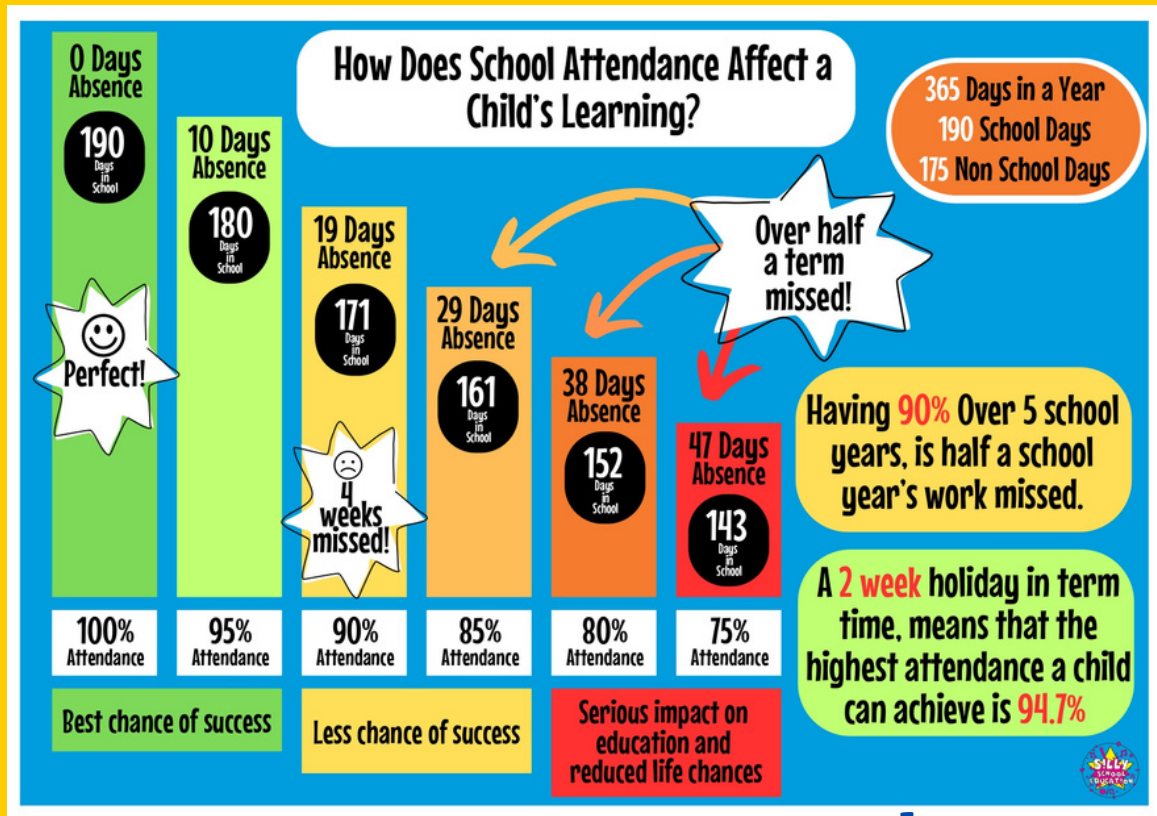 How Does School Attendance Affect a
Child's Learning?
365 Days in a Year
190 School Days
175 Non School Days
0 Days
Absence
190
Days
in
School
Perfect!
10 Days
Absence
180
Days
in
School
19 Days
Absence
171
Days
in
School
4
weeks
missed!
29 Days
Absence
161
Days
in
School
38 Days
Absence
152
Days
in
School
47 Days
Absence
143
Days
in
School
Over half
a term
missed!
100%
Attendance
95%
Attendance
90%
Attendance
85%
Attendance
80%
Attendance
75%
Attendance
Best chance of success
Less chance of success
Serious impact on
education and
reduced life chances
Having 90% Over 5 school
years, is half a school
year's work missed.
A 2 week holiday in term
time, means that the
highest attendance a child
can achieve is 94.7%
SILLY
SCHOOL
EDUCATION